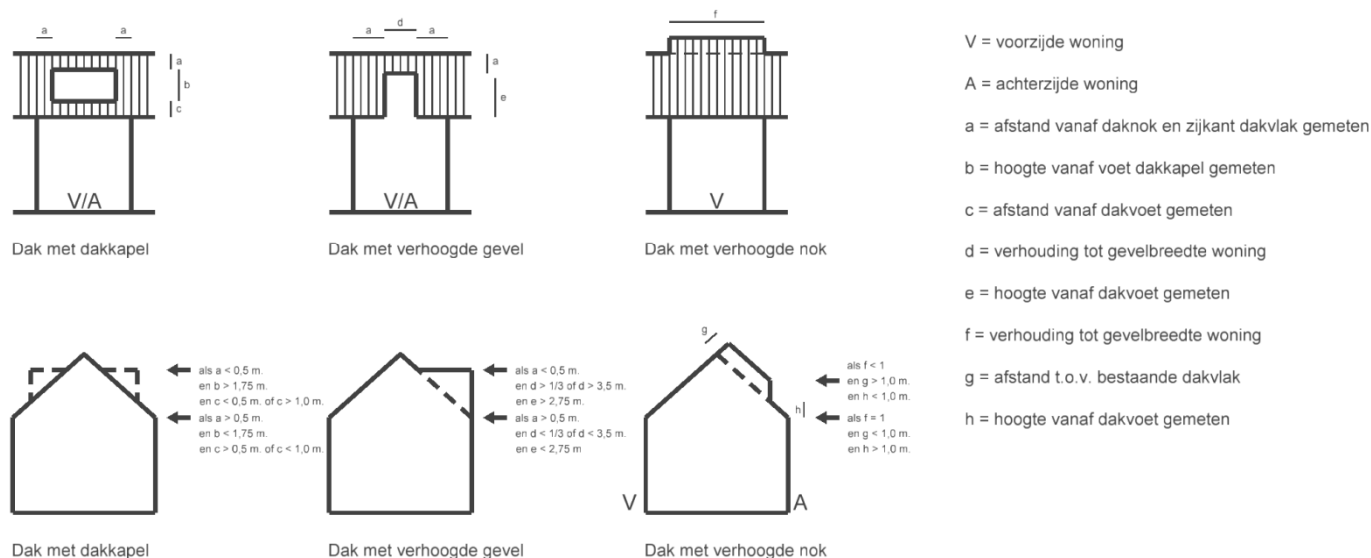 a
a
a
b
c
V/A
Dak met dakkapel
a
d
a
a
e
V/A
Dak met verhoogde gevel
f
V
Dak met verhoogde nok
V = voorzijde woning
A = achterzijde woning
a = afstand vanaf daknok en zijkant dakvlak gemeten
b = hoogte vanaf voet dakkapel gemeten
c = afstand vanaf dakvoet gemeten
d = verhouding tot gevelbreedte woning
e = hoogte vanaf dakvoet gemeten
f = verhouding tot gevelbreedte woning
g = afstand t.o.v. bestaande dakvlak
h = hoogte vanaf dakvoet gemeten
als a < 0,5 m.
en b > 1,75 m.
en c < 0,5 m. of c > 1,0 m.
als a > 0,5 m.
en b < 1,75 m.
en c > 0,5 m. of c < 1,0 m.
Dak met dakkapel
als a < 0,5 m.
en d > 1/3 of d > 3,5 m.
en e > 2,75 m.
als a > 0,5 m.
en d < 1/3 of d < 3,5 m.
en e < 2,75 m
Dak met verhoogde gevel
g
h
als f < 1
en g > 1,0 m.
en h < 1,0 m.
als f = 1
en g < 1,0 m.
en h > 1,0 m.
V
A
Dak met verhoogde nok